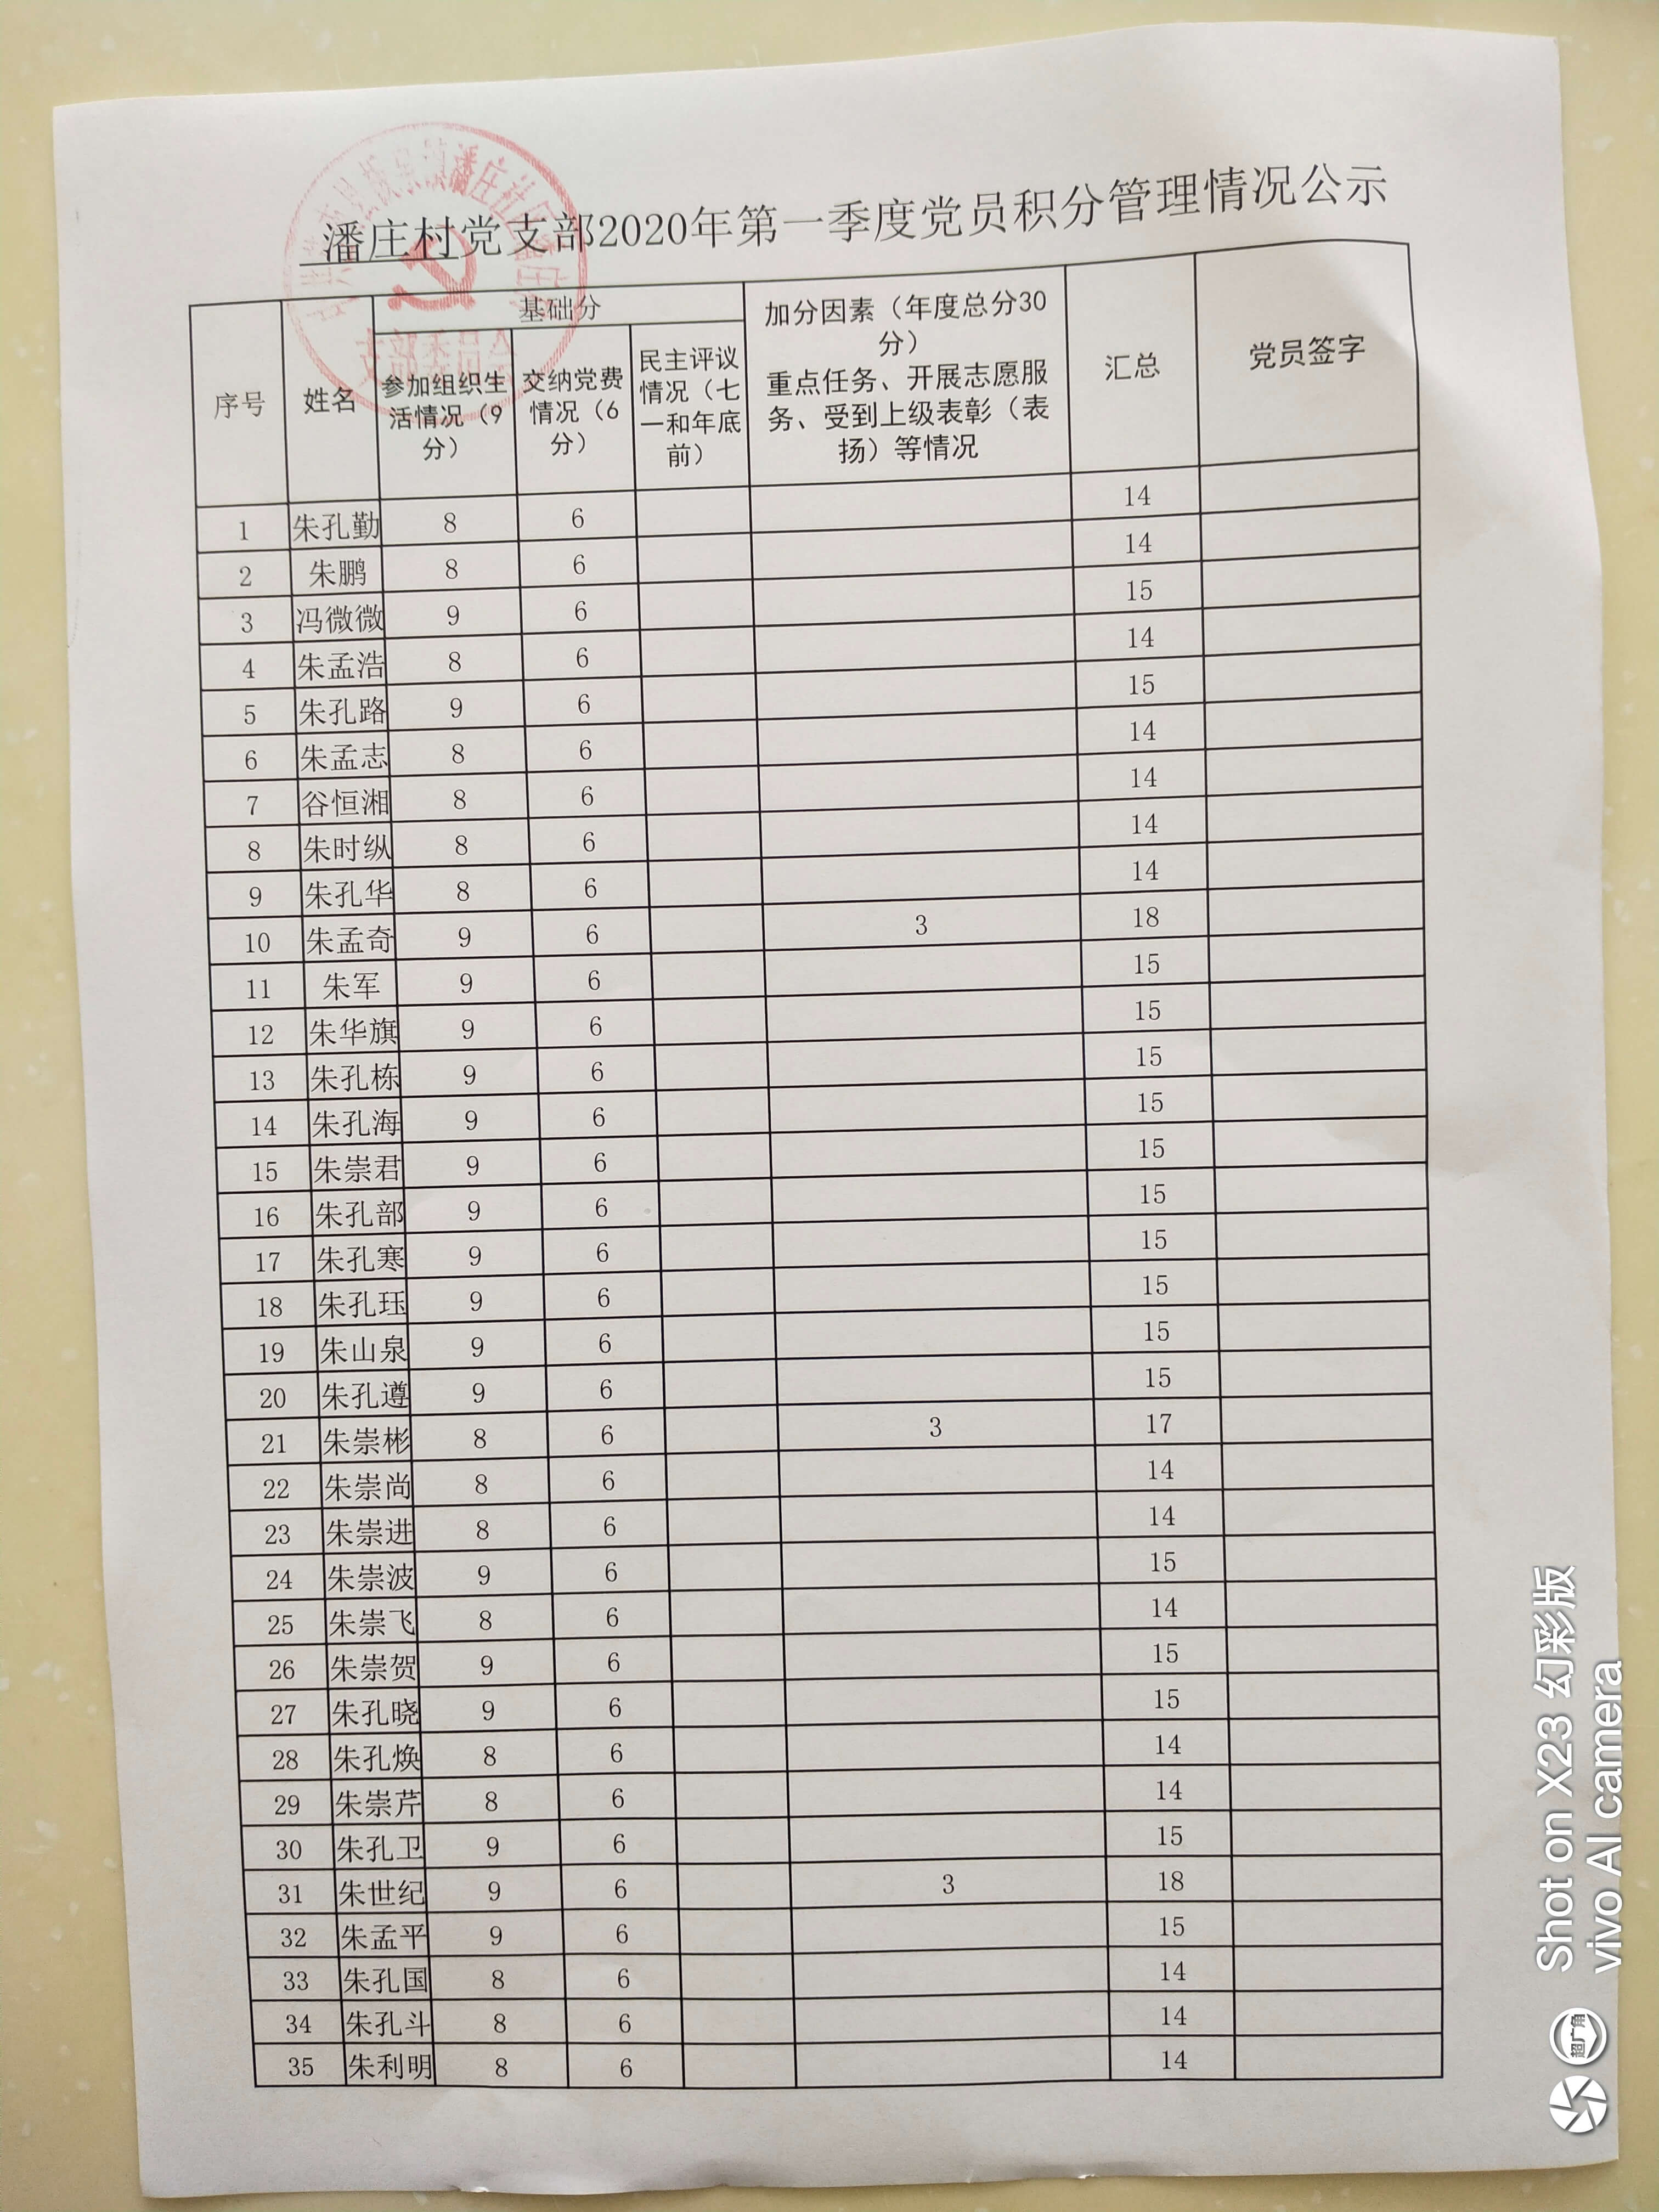 潘庄村党支部2020年第一季度党员积分管理情况公示
序号 姓名 基础分 加分因素（年度总分30分）重点任务、开展志愿服务、受到上级表彰（表扬）等情况 汇总 党员签字
参加组织生活情况（9分） 交纳党费情况（6分） 民主评议情况（七一和年底前）
1 朱孔勤 8 6 14
2 朱鹏 8 6 14
3 冯微微 9 6 15
4 朱孟浩 8 6 14
5 朱孔路 9 6 15
6 朱孟志 8 6 14
7 谷恒湘 8 6 14
8 朱时纵 8 6 14
9 朱孔华 8 6 14
10 朱孟奇 9 6 3 18
11 朱军 9 6 15
12 朱华旗 9 6 15
13 朱孔栋 9 6 15
14 朱孔海 9 6 15
15 朱崇君 9 6 15
16 朱孔部 9 6 15
17 朱孔寒 9 6 15
18 朱孔珏 9 6 15
19 朱山泉 9 6 15
20 朱孔遵 9 6 15
21 朱崇彬 8 6 3 17
22 朱崇尚 8 6 14
23 朱崇进 8 6 14
24 朱崇波 9 6 15
25 朱崇飞 8 6 14
26 朱崇贺 9 6 15
27 朱孔晓 9 6 15
28 朱孔焕 8 6 14
29 朱崇芹 8 6 14
30 朱孔卫 9 6 15
31 朱世纪 9 6 3 18
32 朱孟平 9 6 15
33 朱孔国 8 6 14
34 朱孔斗 8 6 14
35 朱利明 8 6 14
Shot on X23 幻彩版
vivo AI camera
超广角